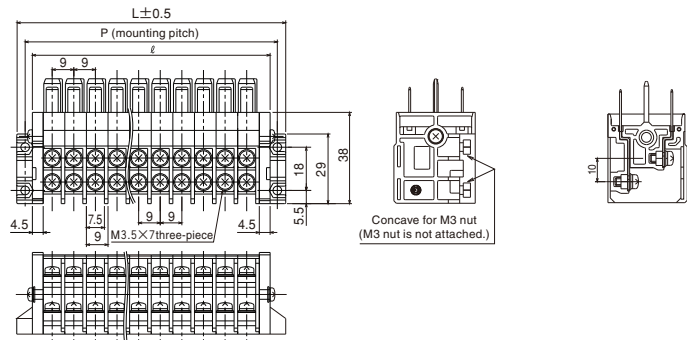 L±0.5
P (mounting pitch)
ℓ
9 9
38
29
18
5.5
10
4.5
7.5
9
9 9
4.5
M3.5×7three-piece
Concave for M3 nut
(M3 nut is not attached.)